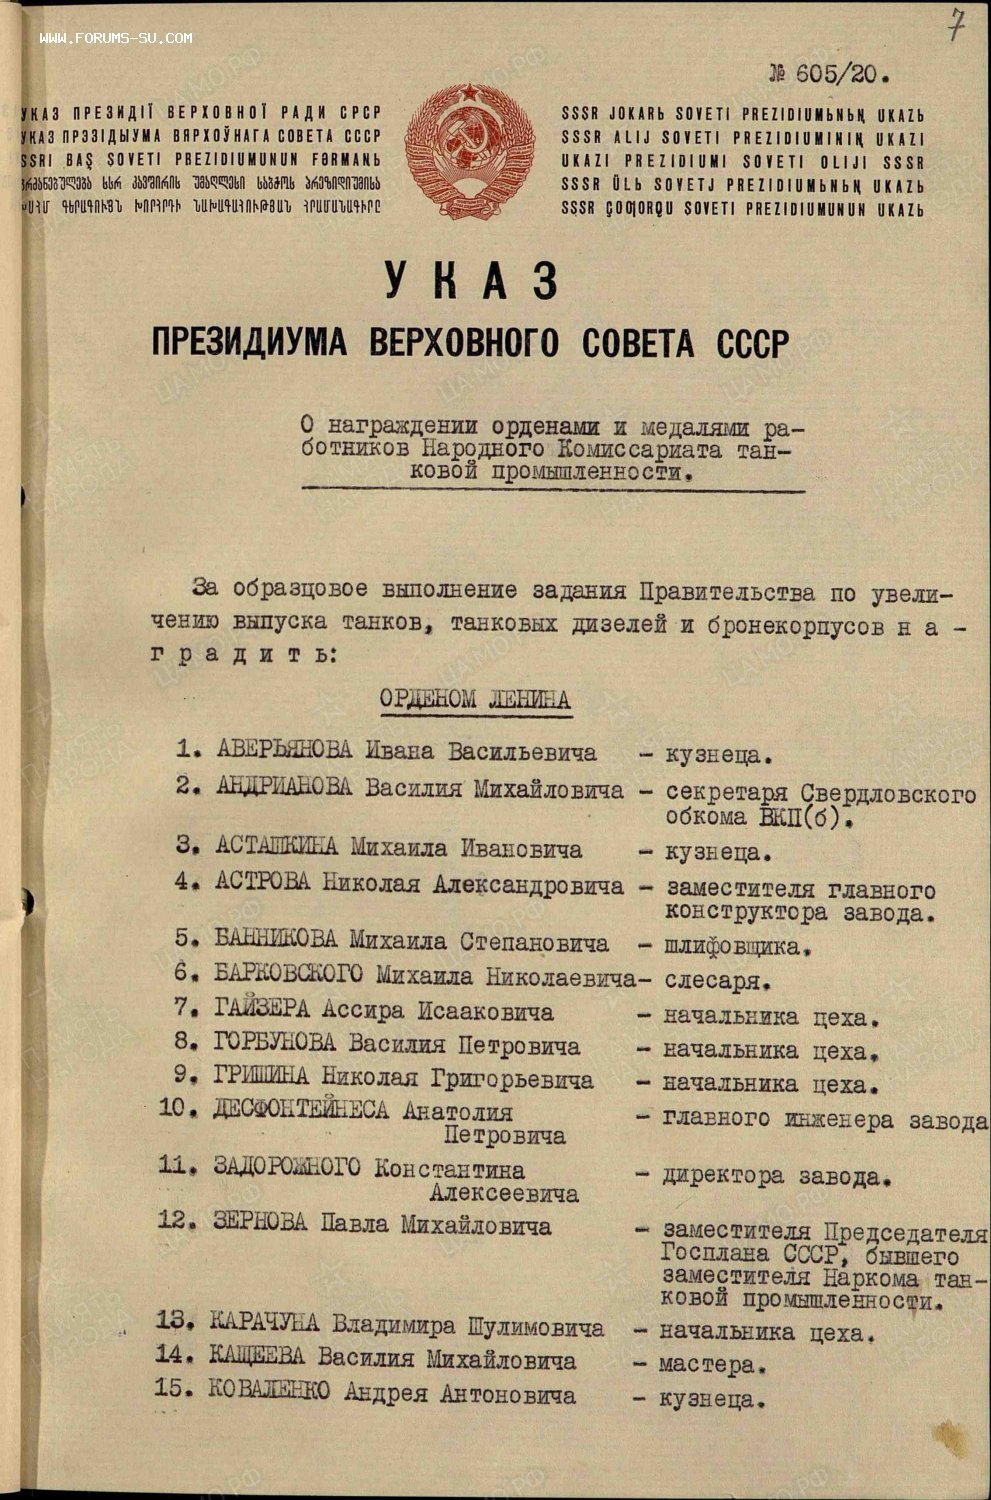 WWW.FORUMS-SU.COM
7
№ 605/20.
УКАЗ ПРЕЗИДІЇ ВЕРХОВНОЇ РАДИ СРСР
УКАЗ ПРЭЗІДЫУМА ВЯРХОЎНАГА СОВЕТА СССР
SSRI BAŞ SOVETI PREZIDIUMUNUN FƏRMANЬ
SSSR JOƢARЬ SOVETI PREZIDIUMЬNЬꞐ UKAZЬ
SSSR ALIJ SOVETI PREZIDIUMINIꞐ UKAZI
UKAZI PREZIDIUMI SOVETI OLIJI SSSR
SSSR ÜLЬ SOVETJ PREZIDIUMЬNЬꞐ UKAZЬ
SSSR ÇOƢORQU SOVETI PREZIDIUMUNUN UKAZЬ
УКАЗ
ПРЕЗИДИУМА ВЕРХОВНОГО СОВЕТА СССР
О награждении орденами и медалями ра-
ботников Народного Комиссариата тан-
ковой промышленности.
За образцовое выполнение задания Правительства по увели-
чению выпуска танков, танковых дизелей и бронекорпусов н а -
г р а д и т ь:
ОРДЕНОМ ЛЕНИНА
1. АВЕРЬЯНОВА Ивана Васильевича - кузнеца.
2. АНДРИАНОВА Василия Михайловича - секретаря Свердловского
обкома ВКП(б).
3. АСТАШКИНА Михаила Ивановича - кузнеца.
4. АСТРОВА Николая Александровича - заместителя главного
конструктора завода.
5. БАННИКОВА Михаила Степановича - шлифовщика.
6. БАРКОВСКОГО Михаила Николаевича- слесаря.
7. ГАЙЗЕРА Ассира Исааковича - начальника цеха.
8. ГОРБУНОВА Василия Петровича - начальника цеха.
9. ГРИШИНА Николая Григорьевича - начальника цеха.
10. ДЕСФОНТЕЙНЕСА Анатолия - главного инженера завода
Петровича
11. ЗАДОРОЖНОГО Константина - директора завода.
Алексеевича
12. ЗЕРНОВА Павла Михайловича - заместителя Председателя
Госплана СССР, бывшего
заместителя Наркома тан-
ковой промышленности.
13. КАРАЧУНА Владимира Шулимовича - начальника цеха.
14. КАЩЕЕВА Василия Михайловича - мастера.
15. КОВАЛЕНКО Андрея Антоновича - кузнеца.